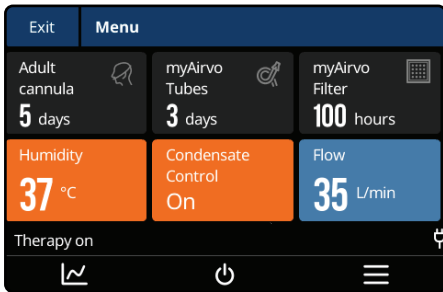 Exit Menu
Adult cannula
5 days
myAirvo Tubes
3 days
myAirvo Filter
100 hours
Humidity
37 °C
Condensate Control
On
Flow
35 L/min
Therapy on